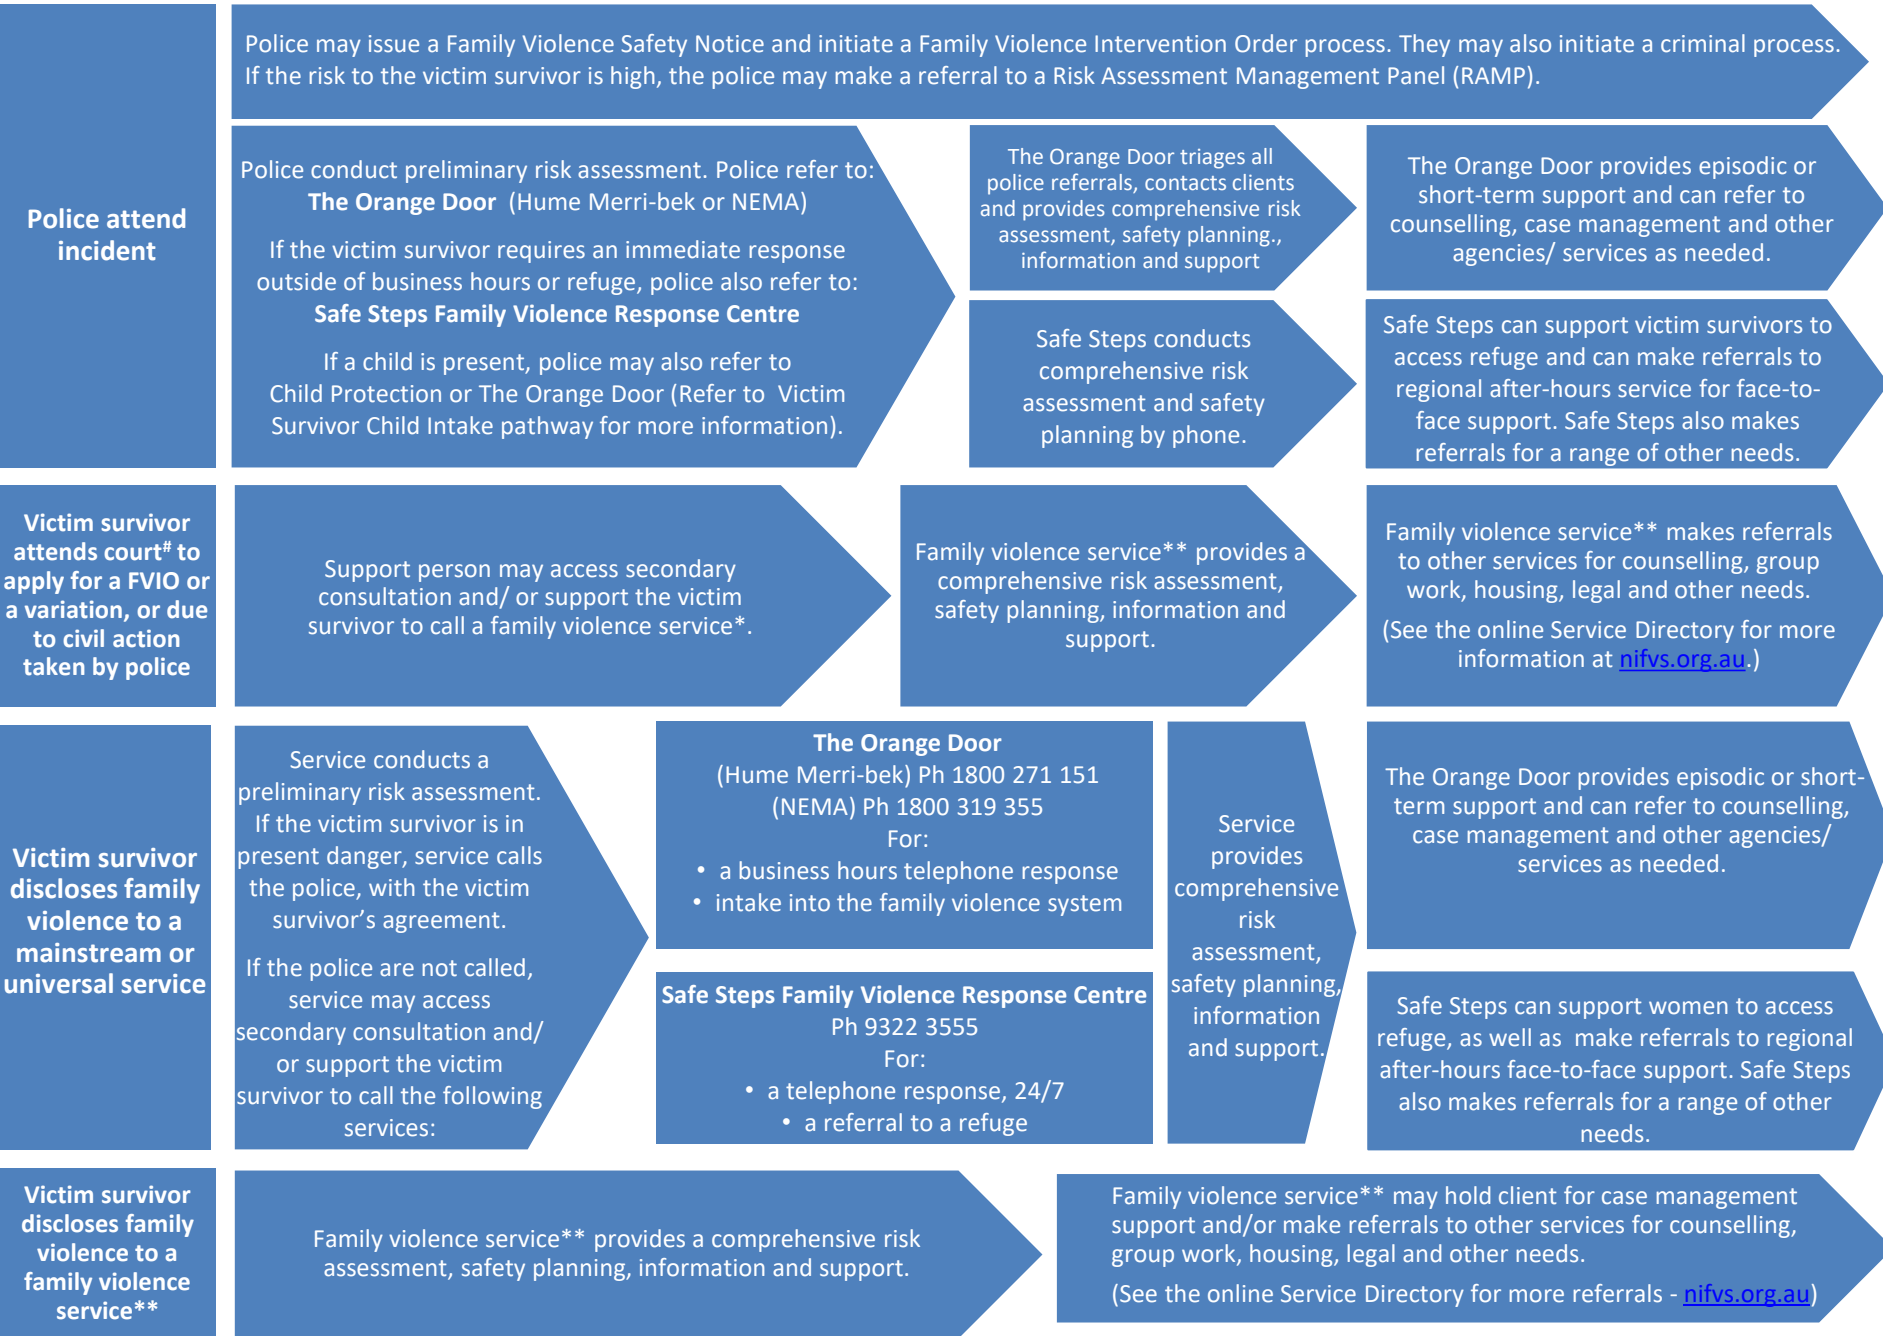 Police attend
incident
Police may issue a Family Violence Safety Notice and initiate a Family Violence Intervention Order process. They may also initiate a criminal process.
If the risk to the victim survivor is high, the police may make a referral to a Risk Assessment Management Panel (RAMP).
Police conduct preliminary risk assessment. Police refer to:
The Orange Door (Hume Merri-bek or NEMA)
If the victim survivor requires an immediate response
outside of business hours or refuge, police also refer to:
Safe Steps Family Violence Response Centre
If a child is present, police may also refer to
Child Protection or The Orange Door (Refer to Victim
Survivor Child Intake pathway for more information).
The Orange Door triages all
police referrals, contacts clients
and provides comprehensive risk
assessment, safety planning.,
information and support
The Orange Door provides episodic or
short-term support and can refer to
counselling, case management and other
agencies/ services as needed.
Safe Steps conducts
comprehensive risk
assessment and safety
planning by phone.
Safe Steps can support victim survivors to
access refuge and can make referrals to
regional after-hours service for face-to-
face support. Safe Steps also makes
referrals for a range of other needs.
Victim survivor
attends court# to
apply for a FVIO or
a variation, or due
to civil action
taken by police
Support person may access secondary
consultation and/ or support the victim
survivor to call a family violence service*.
Family violence service** provides a
comprehensive risk assessment,
safety planning, information and
support.
Family violence service** makes referrals
to other services for counselling, group
work, housing, legal and other needs.
(See the online Service Directory for more
information at nifvs.org.au.)
Victim survivor
discloses family
violence to a
mainstream or
universal service
Service conducts a
preliminary risk assessment.
If the victim survivor is in
present danger, service calls
the police, with the victim
survivor's agreement.
If the police are not called,
service may access
secondary consultation and/
or support the victim
survivor to call the following
services:
The Orange Door
(Hume Merri-bek) Ph 1800 271 151
(NEMA) Ph 1800 319 355
For:
• a business hours telephone response
• intake into the family violence system
Safe Steps Family Violence Response Centre
Ph 9322 3555
For:
• a telephone response, 24/7
• a referral to a refuge
Service
provides
comprehensive
risk
assessment,
safety planning,
information
and support.
The Orange Door provides episodic or short-
term support and can refer to counselling,
case management and other agencies/
services as needed.
Safe Steps can support women to access
refuge, as well as make referrals to regional
after-hours face-to-face support. Safe Steps
also makes referrals for a range of other
needs.
Victim survivor
discloses family
violence to a
family violence
service**
Family violence service** provides a comprehensive risk
assessment, safety planning, information and support.
Family violence service** may hold client for case management
support and/or make referrals to other services for counselling,
group work, housing, legal and other needs.
(See the online Service Directory for more referrals - nifvs.org.au)